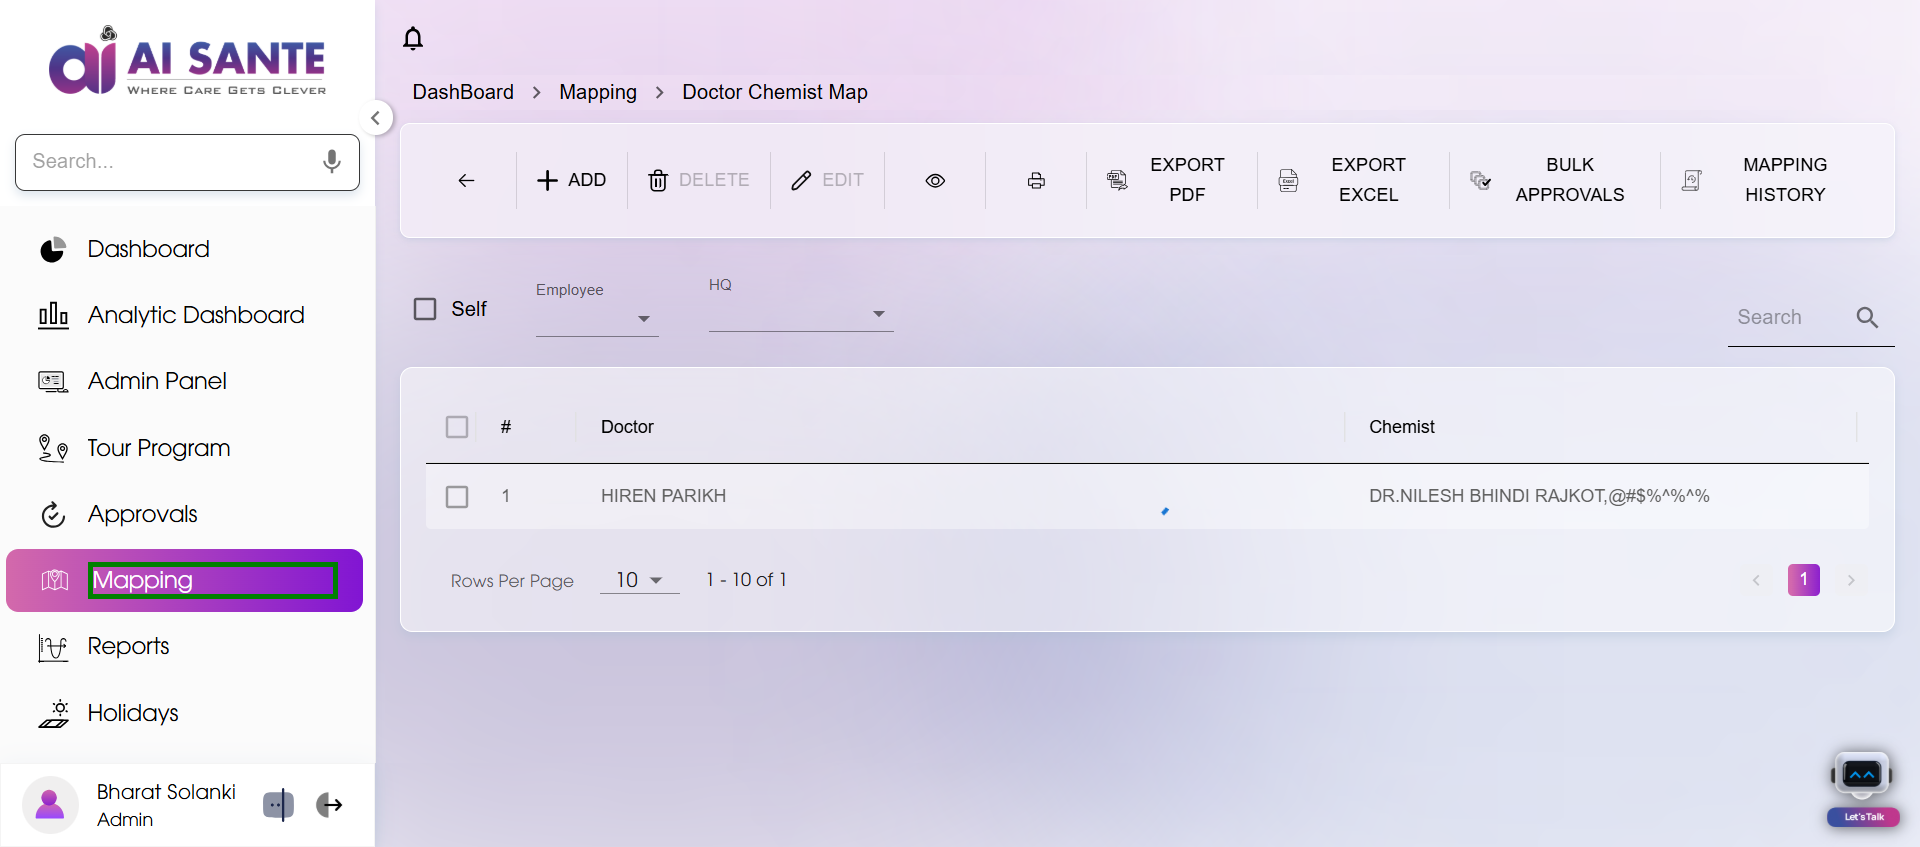 AI SANTE
WHERE CARE GETS CLEVER
Search...
Dashboard
Analytic Dashboard
Admin Panel
Tour Program
Approvals
Mapping
Reports
Holidays
Bharat Solanki
Admin
DashBoard > Mapping > Doctor Chemist Map
ADD
DELETE
EDIT
EXPORT
PDF
EXPORT
EXCEL
BULK
APPROVALS
MAPPING
HISTORY
Self
Employee
HQ
Search
# Doctor Chemist
1 HIREN PARIKH DR.NILESH BHINDI RAJKOT,@#$%^%^%
Rows Per Page 10 1 - 10 of 1
1
Let'sTalk